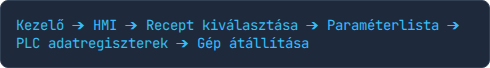 Kezelő → HMI → Recept kiválasztása → Paraméterlista →
PLC adatregiszterek → Gép átállítása